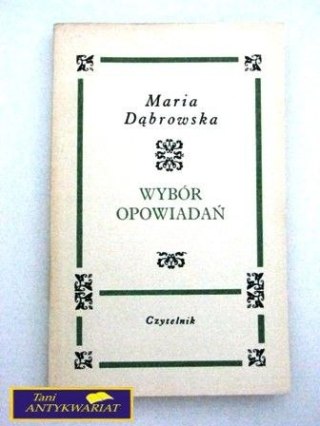 Maria
Dąbrowska
WYBÓR
OPOWIADAŃ
Czytelnik
Tani
ANTYKWARIAT